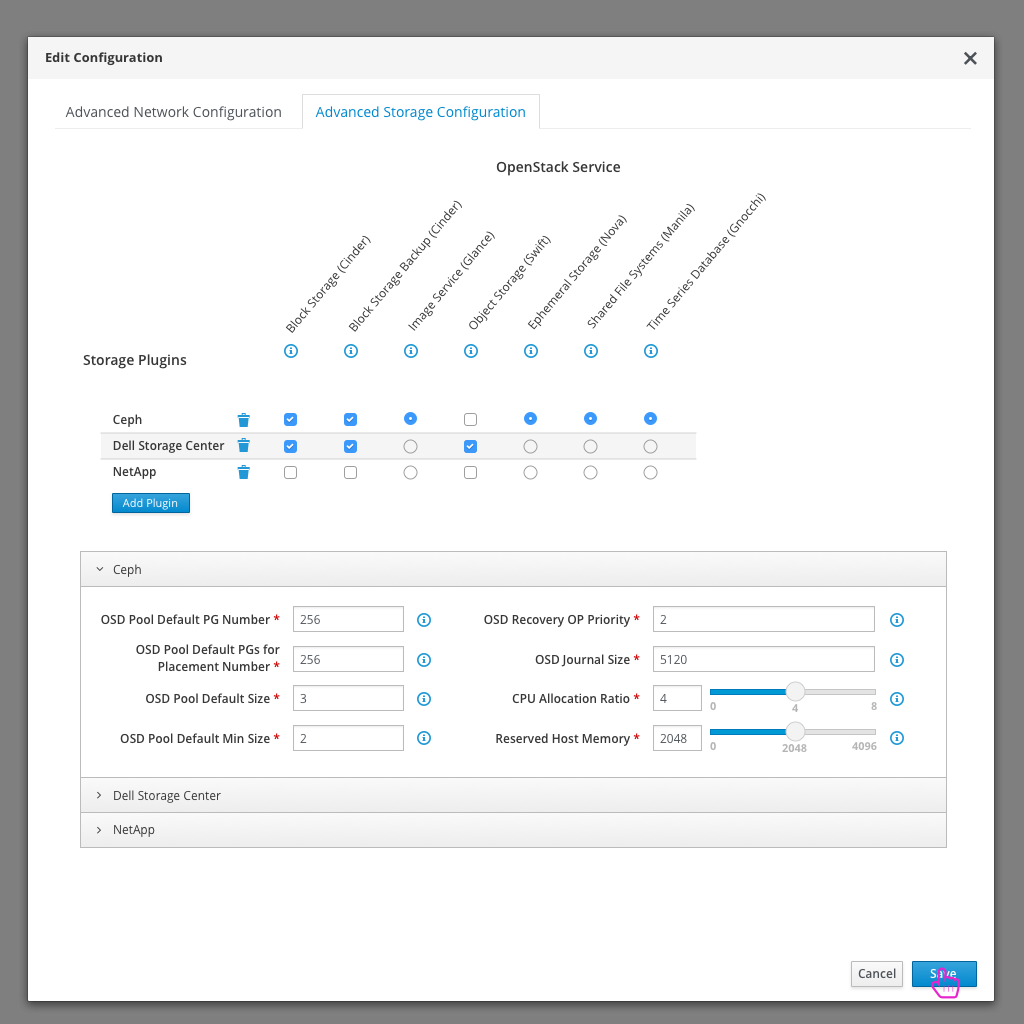 Edit Configuration
Advanced Network Configuration
Advanced Storage Configuration
OpenStack Service
Block Storage (Cinder)
Block Storage Backup (Cinder)
Image Service (Glance)
Object Storage (Swift)
Ephemeral Storage (Nova)
Shared File Systems (Manila)
Time Series Database (Gnocchi)
Storage Plugins
Ceph
Dell Storage Center
NetApp
Add Plugin
Ceph
OSD Pool Default PG Number * 256
OSD Recovery OP Priority * 2
OSD Pool Default PGs for
Placement Number * 256
OSD Journal Size * 5120
OSD Pool Default Size * 3
CPU Allocation Ratio * 4
0 4 8
OSD Pool Default Min Size * 2
Reserved Host Memory * 2048
0 2048 4096
Dell Storage Center
NetApp
Cancel
Save